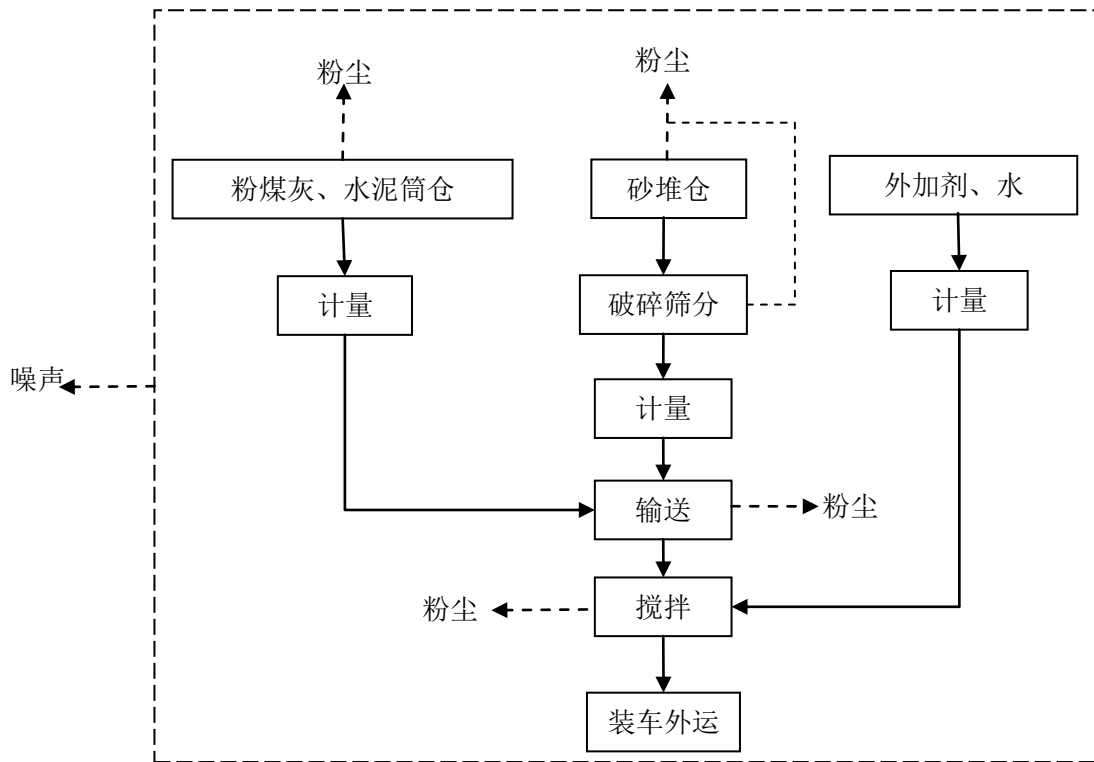 粉尘
粉尘
粉煤灰、水泥筒仓
砂堆仓
外加剂、水
计量
破碎筛分
计量
噪声
计量
输送
粉尘
粉尘
搅拌
装车外运